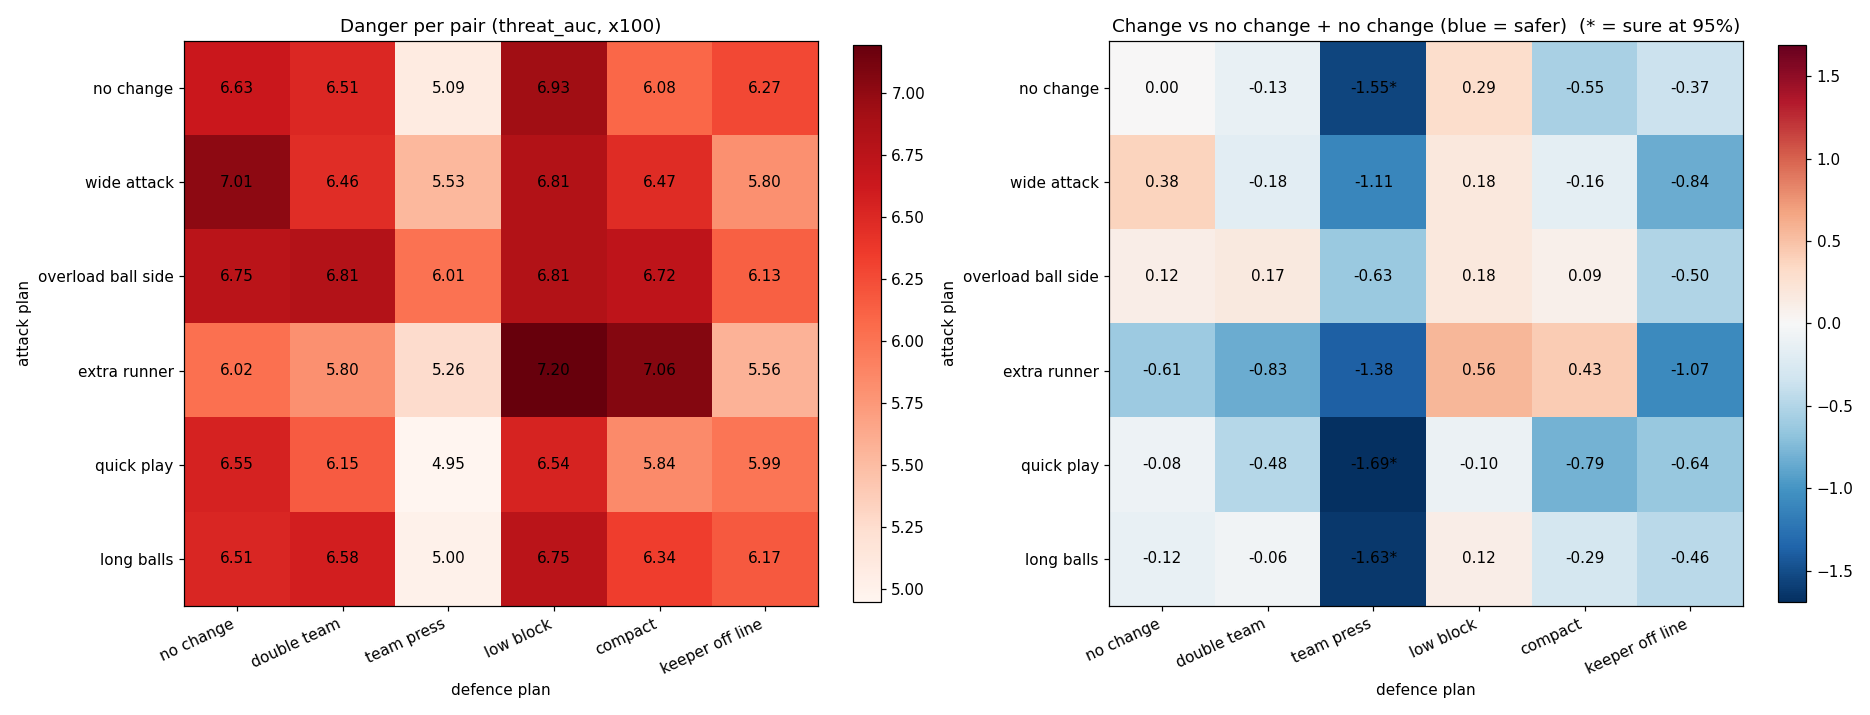 Danger per pair (threat_auc, x100)
attack plan
no change 6.63 6.51 5.09 6.93 6.08 6.27
wide attack 7.01 6.46 5.53 6.81 6.47 5.80
overload ball side 6.75 6.81 6.01 6.81 6.72 6.13
extra runner 6.02 5.80 5.26 7.20 7.06 5.56
quick play 6.55 6.15 4.95 6.54 5.84 5.99
long balls 6.51 6.58 5.00 6.75 6.34 6.17
no change double team team press low block compact keeper off line
defence plan
7.00
6.75
6.50
6.25
6.00
5.75
5.50
5.25
5.00
Change vs no change + no change (blue = safer)  (* = sure at 95%)
attack plan
no change 0.00 -0.13 -1.55* 0.29 -0.55 -0.37
wide attack 0.38 -0.18 -1.11 0.18 -0.16 -0.84
overload ball side 0.12 0.17 -0.63 0.18 0.09 -0.50
extra runner -0.61 -0.83 -1.38 0.56 0.43 -1.07
quick play -0.08 -0.48 -1.69* -0.10 -0.79 -0.64
long balls -0.12 -0.06 -1.63* 0.12 -0.29 -0.46
no change double team team press low block compact keeper off line
defence plan
1.5
1.0
0.5
0.0
−0.5
−1.0
−1.5